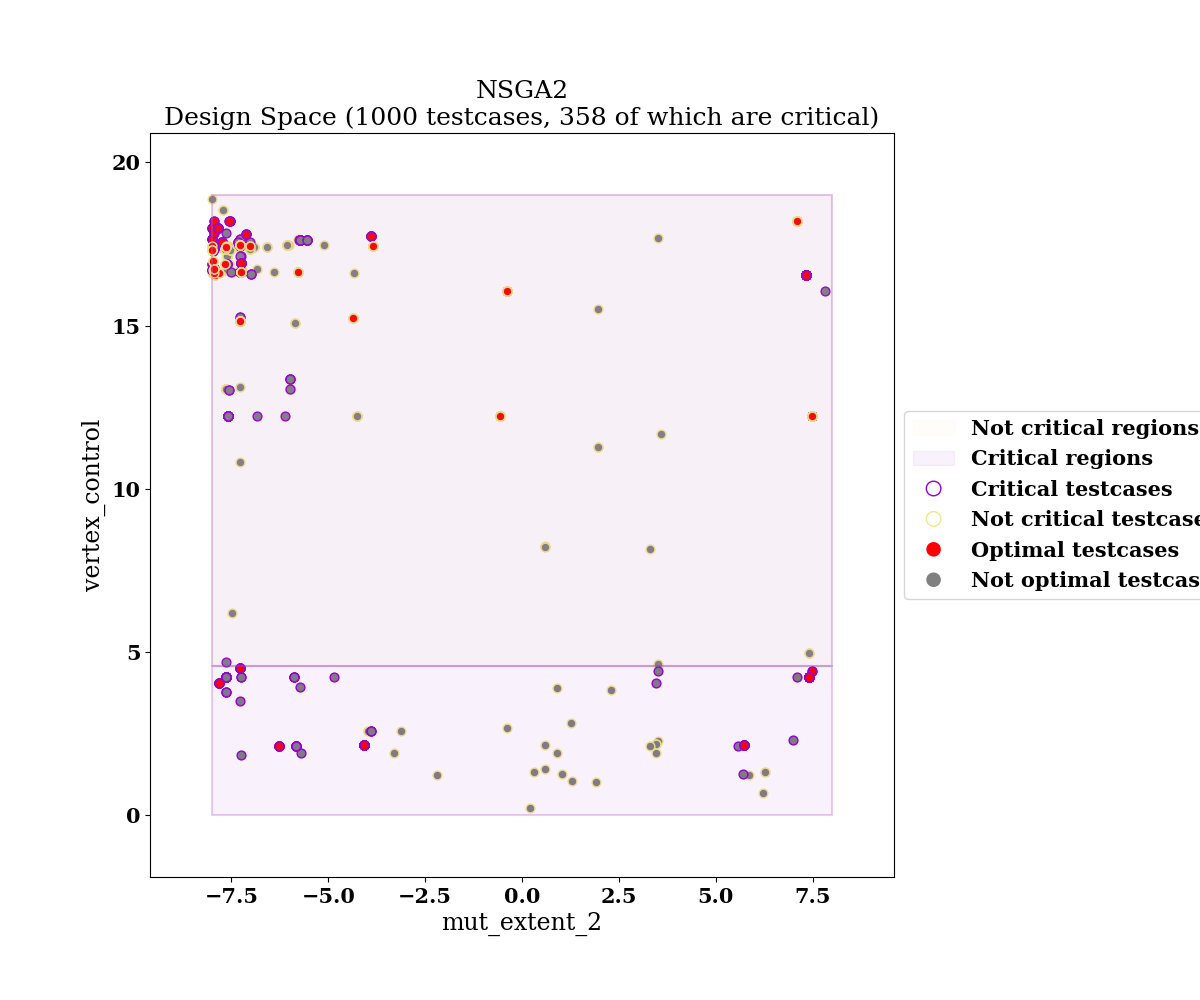 NSGA2
Design Space (1000 testcases, 358 of which are critical)
20
15
10
5
0
vertex_control
−7.5 −5.0 −2.5 0.0 2.5 5.0 7.5
mut_extent_2
Not critical regions
Critical regions
Critical testcases
Not critical testcase
Optimal testcases
Not optimal testcas